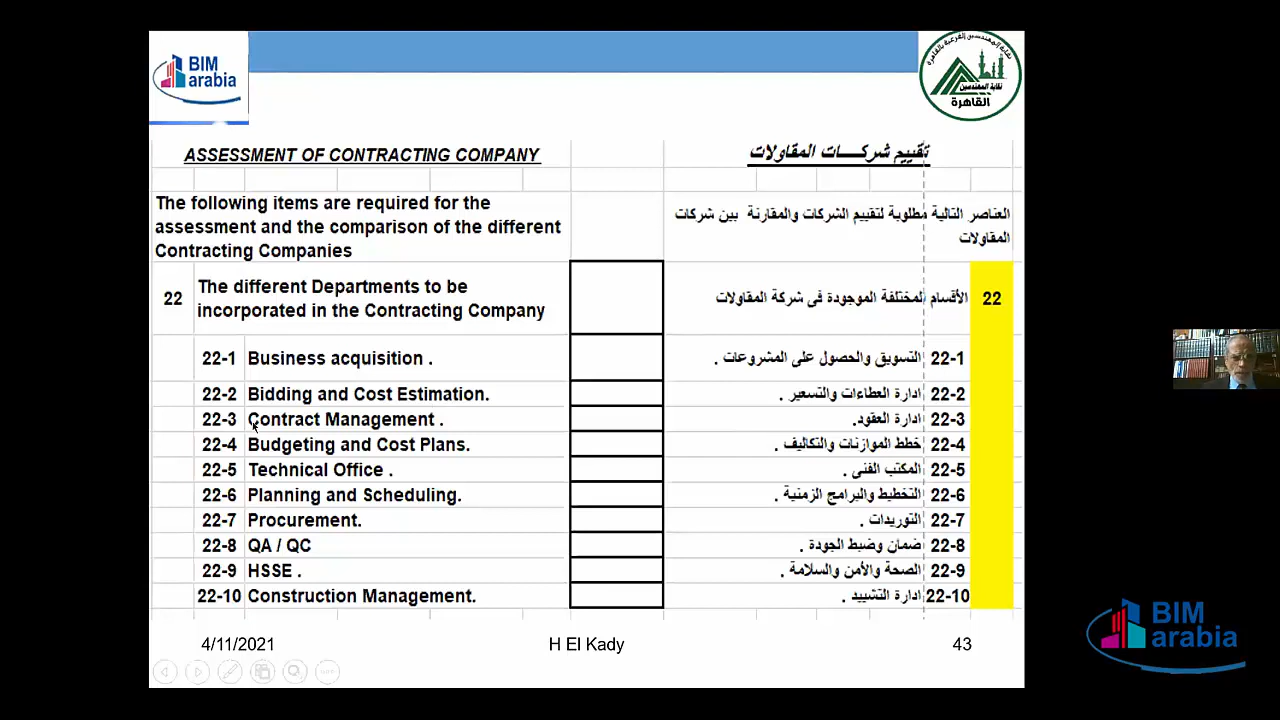 BIM
arabia
نقابة المهندسين الفرعية بالقاهرة
نقابة المهندسين
القاهرة
ASSESSMENT OF CONTRACTING COMPANY
تقييم شركـــات المقاولات
The following items are required for the
assessment and the comparison of the different
Contracting Companies
العناصر التالية مطلوبة لتقييم الشركات والمقارنة بين شركات
المقاولات
22 The different Departments to be
incorporated in the Contracting Company
الأقسام المختلفة الموجودة فى شركة المقاولات 22
22-1 Business acquisition .
22-1 التسويق والحصول على المشروعات .
22-2 Bidding and Cost Estimation.
22-2 ادارة العطاءات والتسعير .
22-3 Contract Management .
22-3 ادارة العقود.
22-4 Budgeting and Cost Plans.
22-4 خطط الموازنات والتكاليف .
22-5 Technical Office .
22-5 المكتب الفنى .
22-6 Planning and Scheduling.
22-6 التخطيط والبرامج الزمنية .
22-7 Procurement.
22-7 التوريدات .
22-8 QA / QC
22-8 ضمان وضبط الجودة .
22-9 HSSE .
22-9 الصحة والأمن والسلامة .
22-10 Construction Management.
22-10 ادارة التشييد .
4/11/2021
H El Kady
43
BIM
arabia